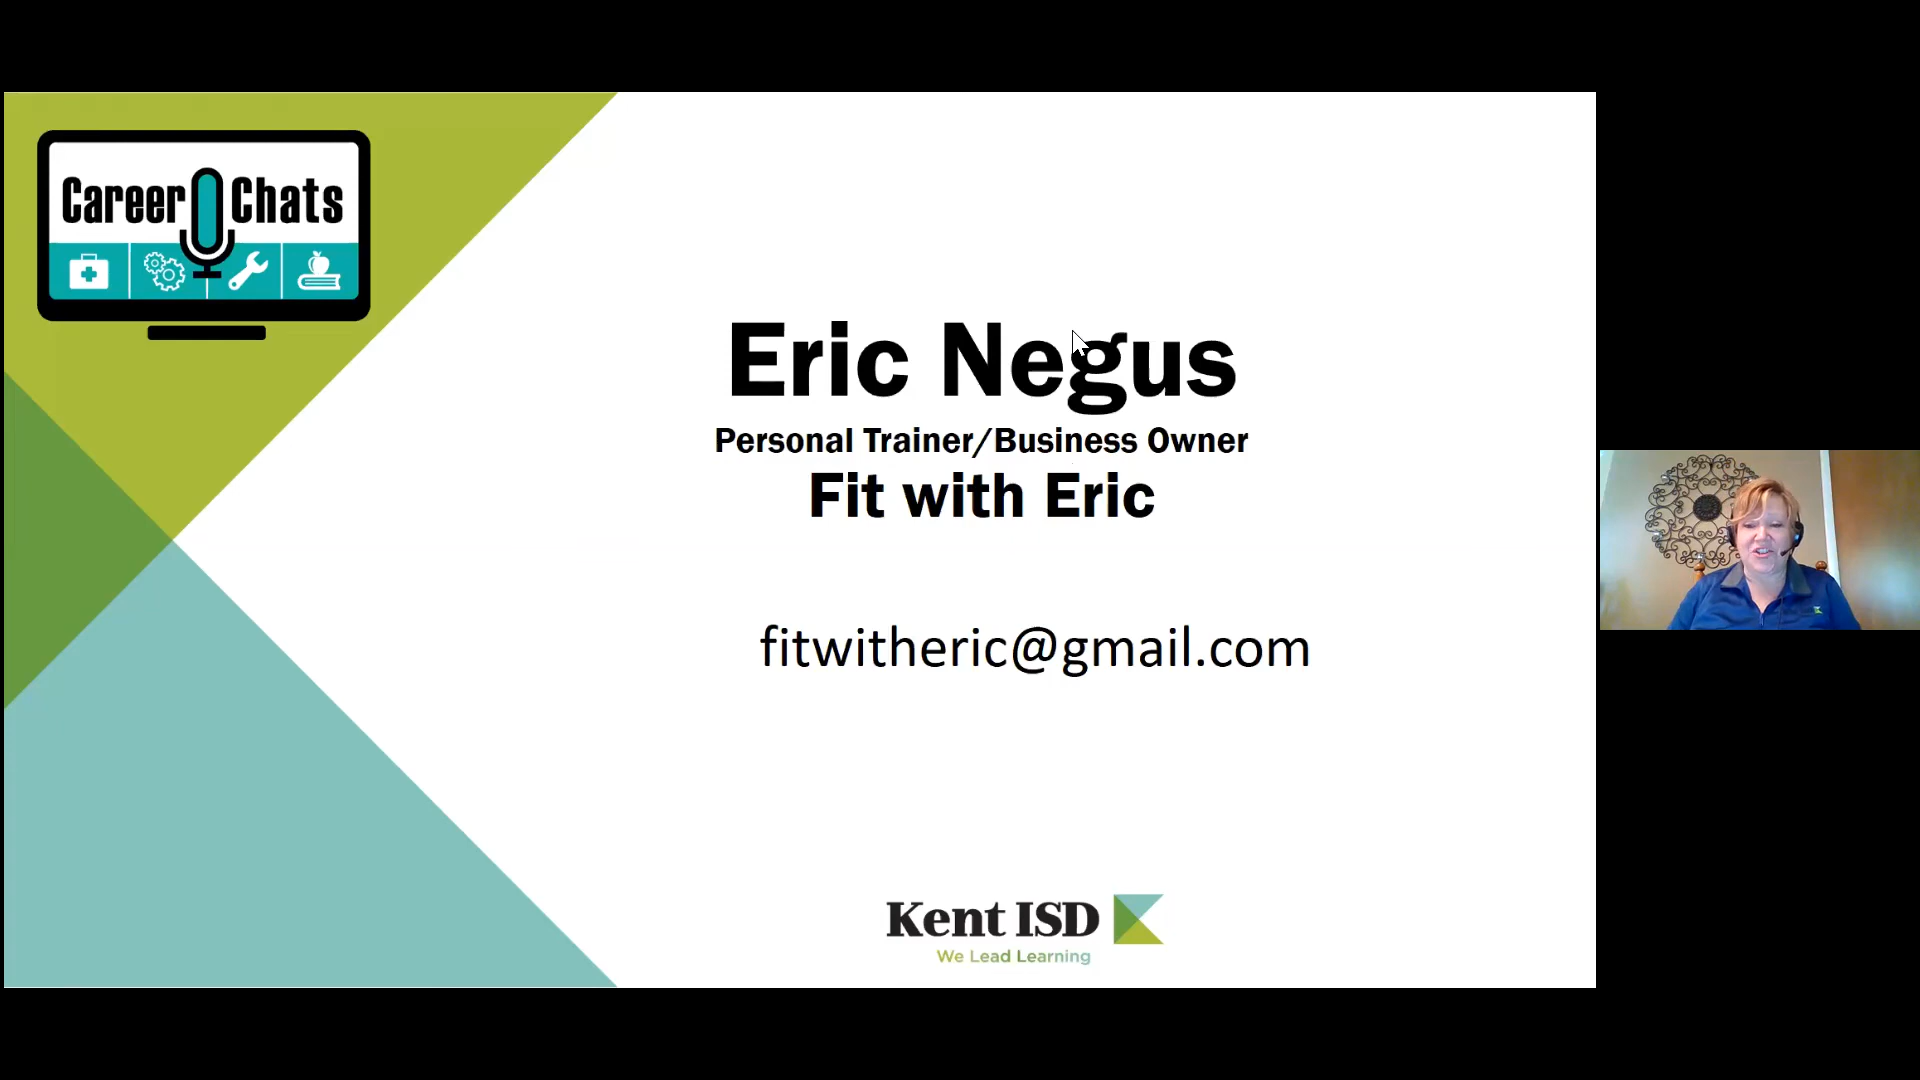 Career Chats
Eric Negus
Personal Trainer/Business Owner
Fit with Eric
fitwitheric@gmail.com
Kent ISD
We Lead Learning